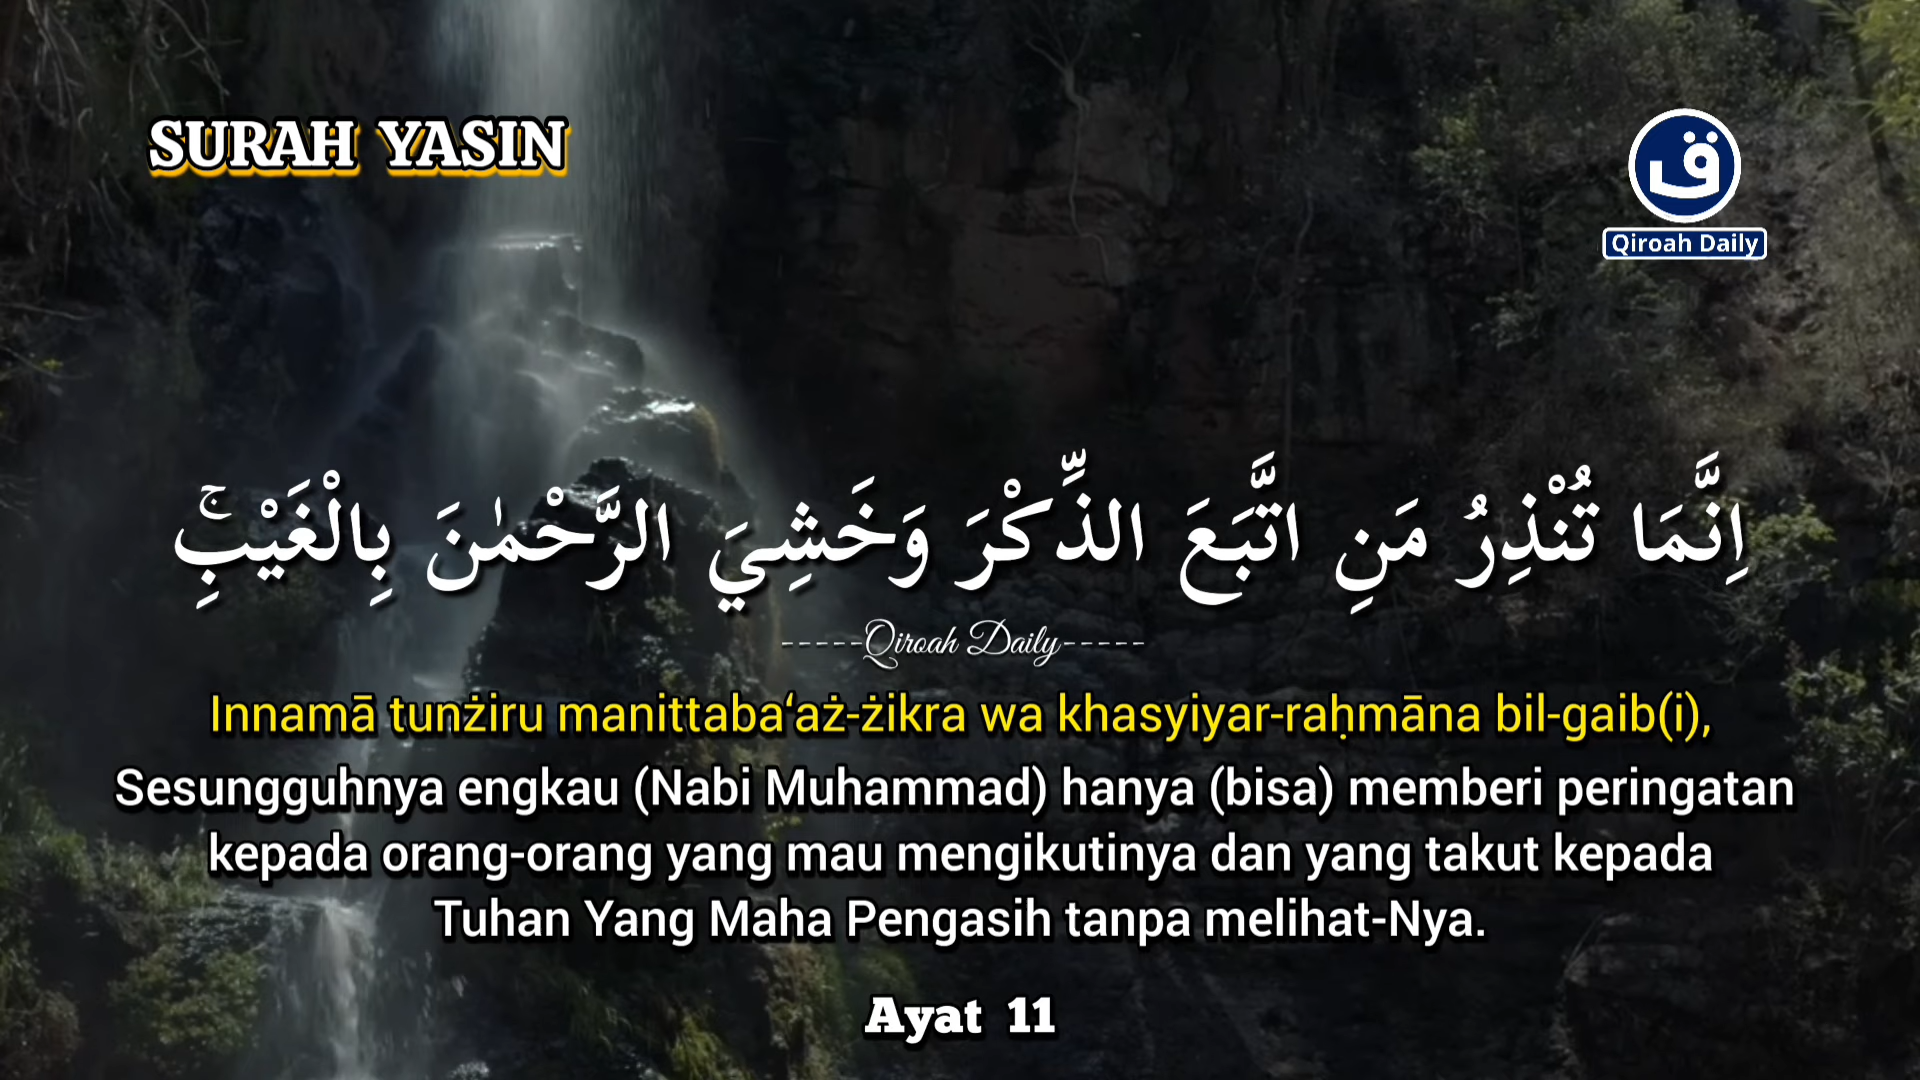 SURAH YASIN
ق
Qiroah Daily
اِنَّمَا تُنْذِرُ مَنِ اتَّبَعَ الذِّكْرَ وَخَشِيَ الرَّحْمٰنَ بِالْغَيْبِۚ
-----Qiroah Daily-----
Innamā tunżiru manittaba‘aż-żikra wa khasyiyar-raḥmāna bil-gaib(i),
Sesungguhnya engkau (Nabi Muhammad) hanya (bisa) memberi peringatan
kepada orang-orang yang mau mengikutinya dan yang takut kepada
Tuhan Yang Maha Pengasih tanpa melihat-Nya.
Ayat 11